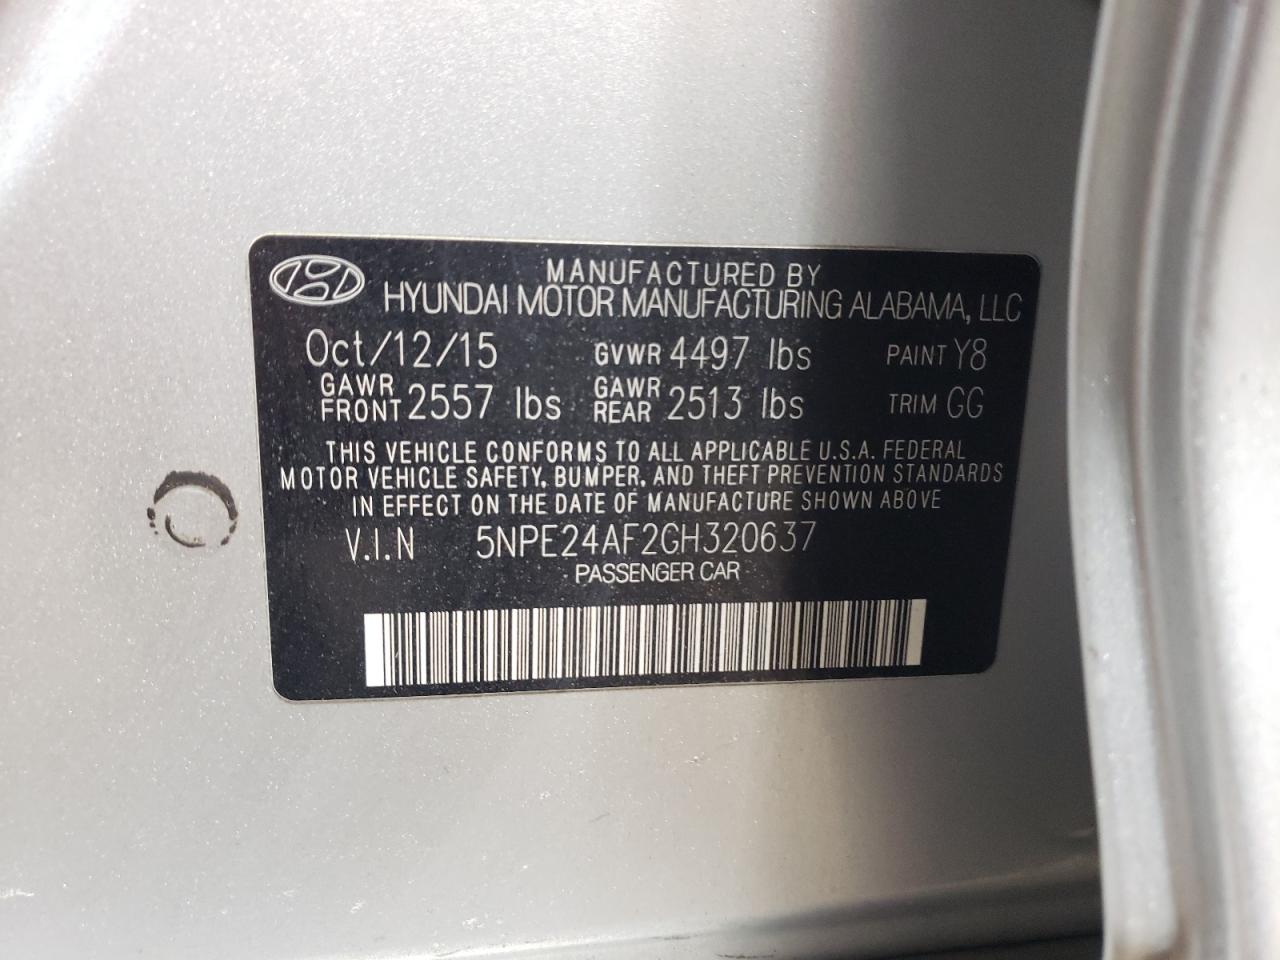 MANUFACTURED BY
HYUNDAI MOTOR MANUFACTURING ALABAMA, LLC
Oct/12/15 GVWR 4497 lbs PAINT Y8
GAWR FRONT 2557 lbs GAWR REAR 2513 lbs TRIM GG
THIS VEHICLE CONFORMS TO ALL APPLICABLE U.S.A. FEDERAL
MOTOR VEHICLE SAFETY, BUMPER, AND THEFT PREVENTION STANDARDS
IN EFFECT ON THE DATE OF MANUFACTURE SHOWN ABOVE
V.I.N 5NPE24AF2GH320637
PASSENGER CAR